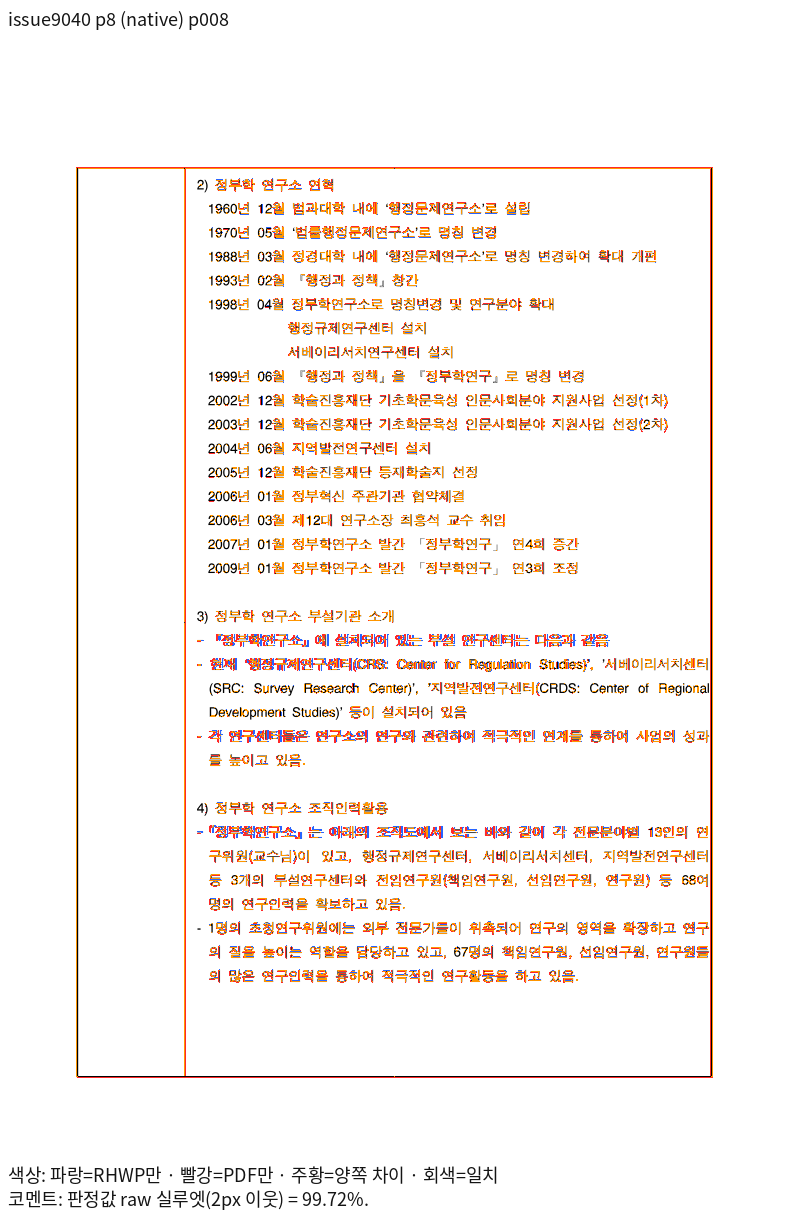 issue9040 p8 (native) p008
2) 정부학 연구소 연혁
1960년 12월 법과대학 내에 '행정문제연구소'로 설립
1970년 05월 '법률행정문제연구소'로 명칭 변경
1988년 03월 정경대학 내에 '행정문제연구소'로 명칭 변경하여 확대 개편
1993년 02월 『행정과 정책』 창간
1998년 04월 정부학연구소로 명칭변경 및 연구분야 확대
행정규제연구센터 설치
서베이리서치연구센터 설치
1999년 06월 『행정과 정책』을 『정부학연구』로 명칭 변경
2002년 12월 학술진흥재단 기초학문육성 인문사회분야 지원사업 선정(1차)
2003년 12월 학술진흥재단 기초학문육성 인문사회분야 지원사업 선정(2차)
2004년 06월 지역발전연구센터 설치
2005년 12월 학술진흥재단 등재학술지 선정
2006년 01월 정부혁신 주관기관 협약체결
2006년 03월 제12대 연구소장 최흥석 교수 취임
2007년 01월 정부학연구소 발간 「정부학연구」 연4회 증간
2009년 01월 정부학연구소 발간 「정부학연구」 연3회 조정
3) 정부학 연구소 부설기관 소개
- 『정부학연구소』에 설치되어 있는 부설 연구센터는 다음과 같음
- 현재 '행정규제연구센터(CRS: Center for Regulation Studies)', '서베이리서치센터
(SRC: Survey Research Center)', '지역발전연구센터(CRDS: Center of Regional
Development Studies)' 등이 설치되어 있음
- 각 연구센터들은 연구소의 연구와 관련하여 적극적인 연계를 통하여 사업의 성과
를 높이고 있음.
4) 정부학 연구소 조직인력활용
- 『정부학연구소』는 아래의 조직도에서 보는 바와 같이 각 전문분야별 13인의 연
구위원(교수님)이 있고, 행정규제연구센터, 서베이리서치센터, 지역발전연구센터
등 3개의 부설연구센터와 전임연구원(책임연구원, 선임연구원, 연구원) 등 68여
명의 연구인력을 확보하고 있음.
- 1명의 초청연구위원에는 외부 전문가들이 위촉되어 연구의 영역을 확장하고 연구
의 질을 높이는 역할을 담당하고 있고, 67명의 책임연구원, 선임연구원, 연구원들
의 많은 연구인력을 통하여 적극적인 연구활동을 하고 있음.
색상: 파랑=RHWP만 · 빨강=PDF만 · 주황=양쪽 차이 · 회색=일치
코멘트: 판정값 raw 실루엣(2px 이웃) = 99.72%.